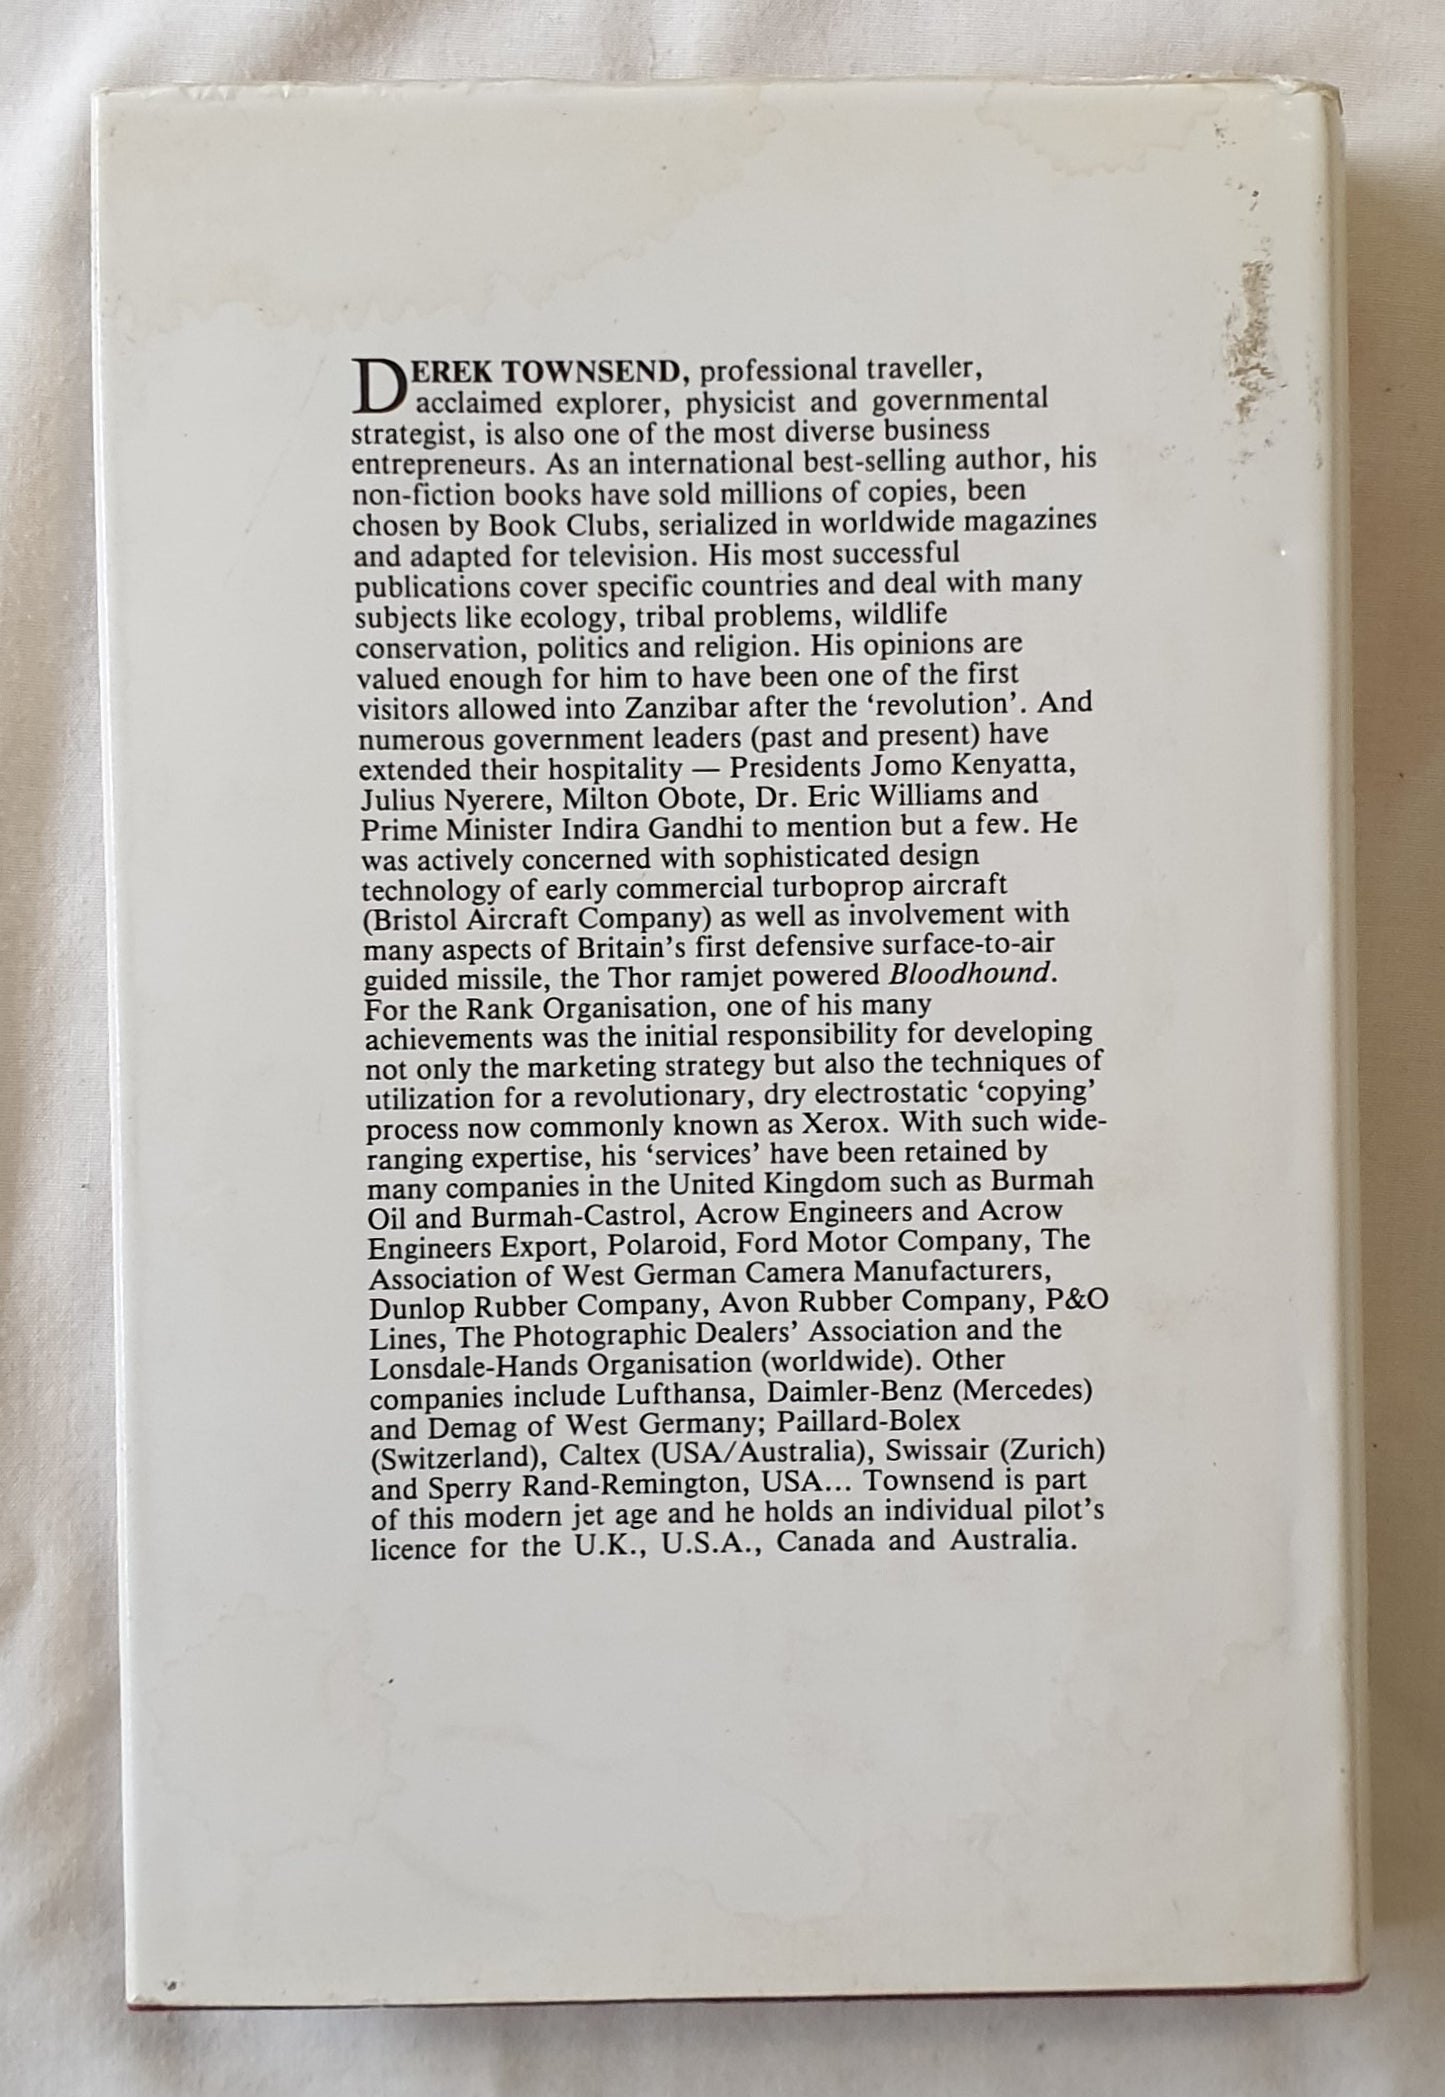 DEREK TOWNSEND, professional traveller,
acclaimed explorer, physicist and governmental
strategist, is also one of the most diverse business
entrepreneurs. As an international best-selling author, his
non-fiction books have sold millions of copies, been
chosen by Book Clubs, serialized in worldwide magazines
and adapted for television. His most successful
publications cover specific countries and deal with many
subjects like ecology, tribal problems, wildlife
conservation, politics and religion. His opinions are
valued enough for him to have been one of the first
visitors allowed into Zanzibar after the ‘revolution’. And
numerous government leaders (past and present) have
extended their hospitality — Presidents Jomo Kenyatta,
Julius Nyerere, Milton Obote, Dr. Eric Williams and
Prime Minister Indira Gandhi to mention but a few. He
was actively concerned with sophisticated design
technology of early commercial turboprop aircraft
(Bristol Aircraft Company) as well as involvement with
many aspects of Britain’s first defensive surface-to-air
guided missile, the Thor ramjet powered Bloodhound.
For the Rank Organisation, one of his many
achievements was the initial responsibility for developing
not only the marketing strategy but also the techniques of
utilization for a revolutionary, dry electrostatic ‘copying’
process now commonly known as Xerox. With such wide-
ranging expertise, his ‘services’ have been retained by
many companies in the United Kingdom such as Burmah
Oil and Burmah-Castrol, Acrow Engineers and Acrow
Engineers Export, Polaroid, Ford Motor Company, The
Association of West German Camera Manufacturers,
Dunlop Rubber Company, Avon Rubber Company, P&O
Lines, The Photographic Dealers’ Association and the
Lonsdale-Hands Organisation (worldwide). Other
companies include Lufthansa, Daimler-Benz (Mercedes)
and Demag of West Germany; Paillard-Bolex
(Switzerland), Caltex (USA/Australia), Swissair (Zurich)
and Sperry Rand-Remington, USA... Townsend is part
of this modern jet age and he holds an individual pilot’s
licence for the U.K., U.S.A., Canada and Australia.